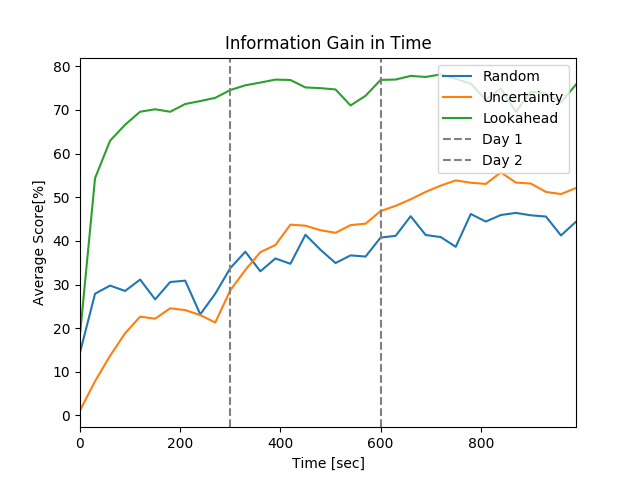 Information Gain in Time
Average Score[%]
80
70
60
50
40
30
20
10
0
Random
Uncertainty
Lookahead
Day 1
Day 2
0
200
400
600
800
Time [sec]